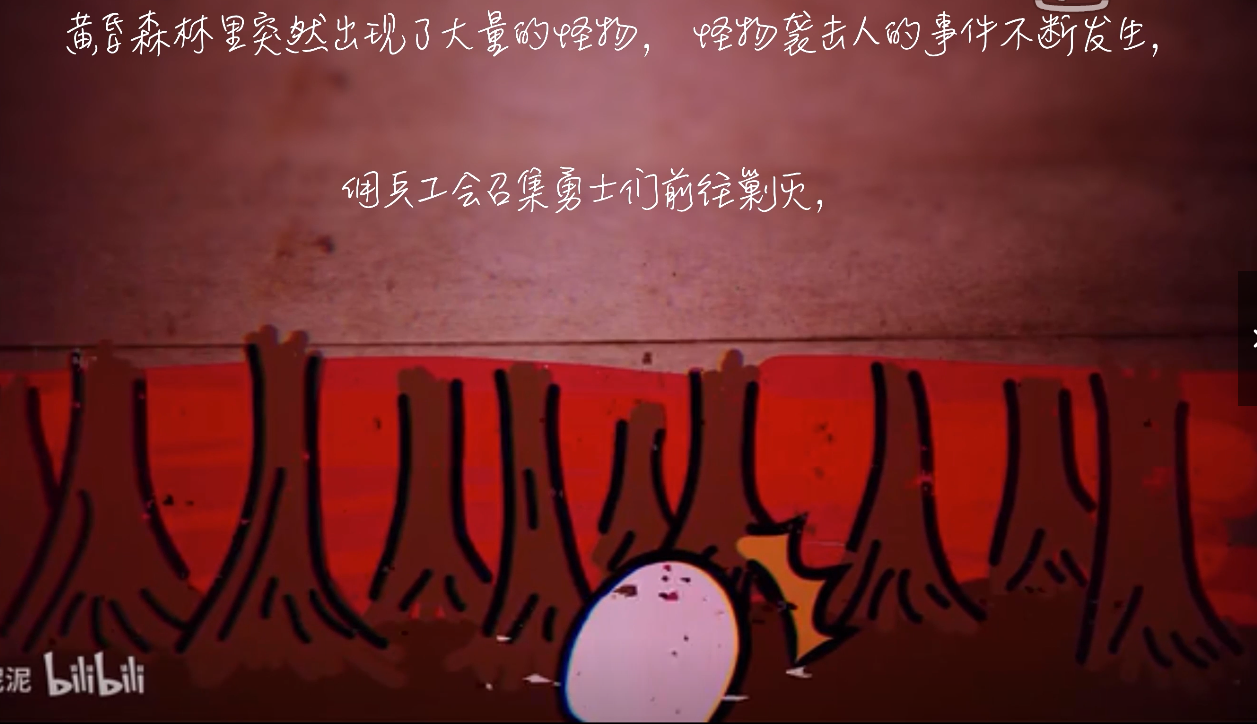 黄昏森林里突然出现了大量的怪物， 怪物袭击人的事件不断发生，
佣兵工会召集勇士们前往剿灭，
泥 bilibili